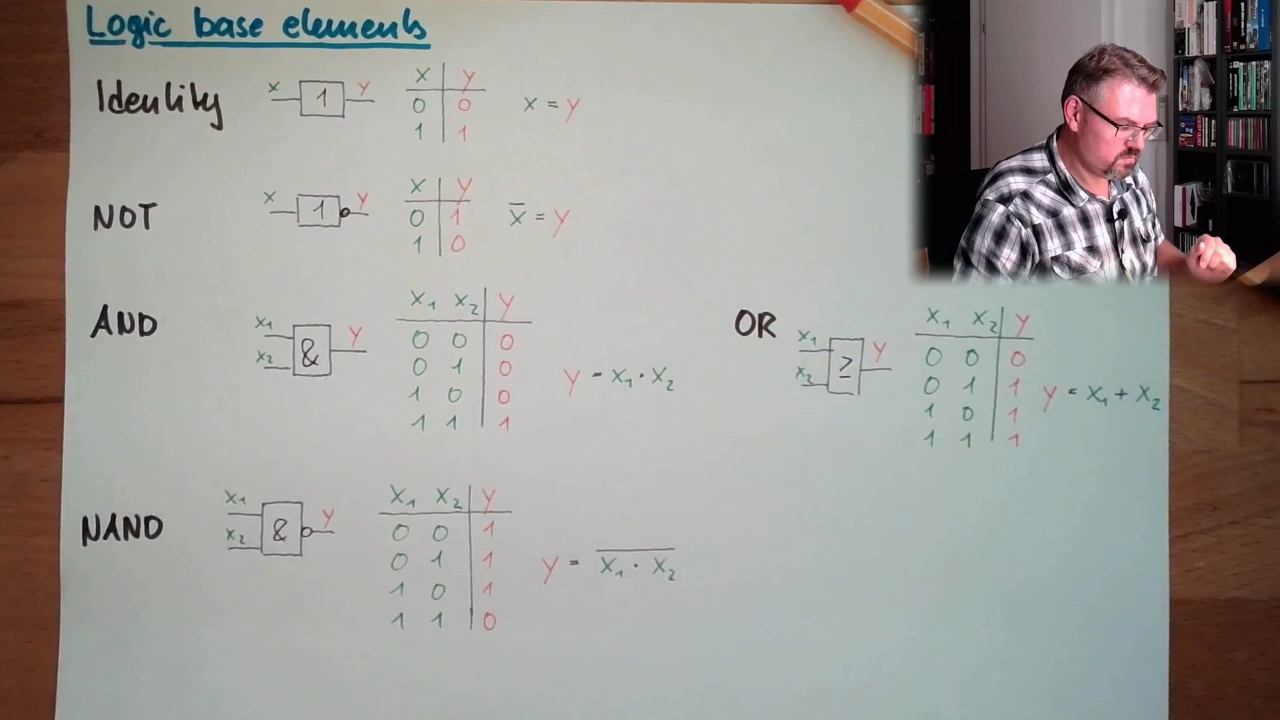 Logic base elements
Identity
x 1 y
x y
0 0
1 1
x = y
NOT
x 1 y
x y
0 1
1 0
x̅ = y
AND
x₁
x₂ & y
x₁ x₂ y
0 0 0
0 1 0
1 0 0
1 1 1
y = x₁ · x₂
OR
x₁
x₂ ≥ y
x₁ x₂ y
0 0 0
0 1 1
1 0 1
1 1 1
y = x₁ + x₂
NAND
x₁
x₂ & y
x₁ x₂ y
0 0 1
0 1 1
1 0 1
1 1 0
y = x̅₁̅ ̅·̅ ̅x̅₂̅